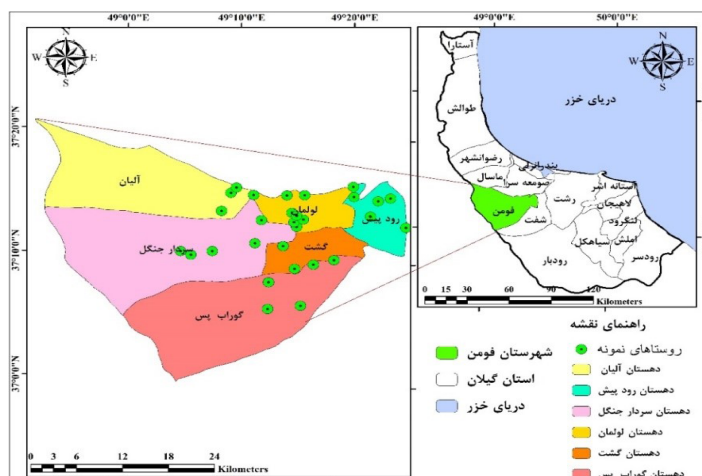 49°0'0"E 49°10'0"E 49°20'0"E
37°20'0"N
37°10'0"N
37°0'0"N
N
W E
S
آلیان
لولمان
رود پیش
سردار جنگل
گشت
گوراب پس
0 3 6 12 18 24
Kilometers
49°0'0"E 50°0'0"E
N
W E
S
آستارا
دریای خزر
طوالش
رضوانشهر
بندرانزلی
ماسال
صومعه سرا
آستانه اشر
رشت
لاهیجان
فومن
لنگرود
شفت
املش
سیاهکل
رودسر
رودبار
0 15 30 60 90 120
Kilometers
راهنمای نقشه
روستاهای نمونه
دهستان آلیان
دهستان رود پیش
دهستان سردار جنگل
دهستان لولمان
دهستان گشت
دهستان گوراب پس
شهرستان فومن
استان گیلان
دریای خزر